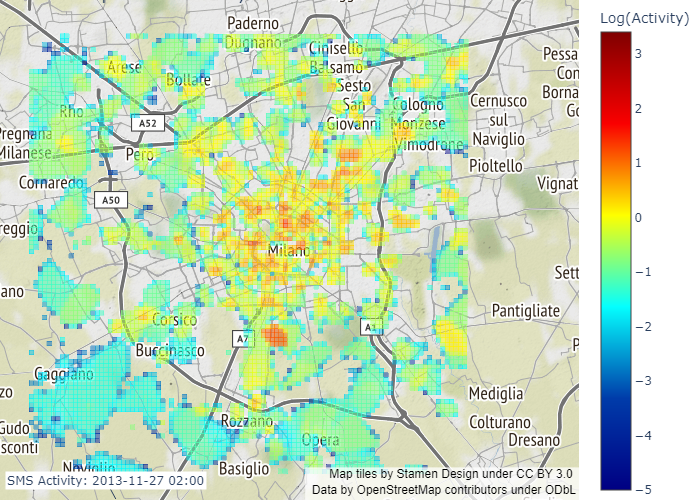 Log(Activity)
Paderno
Dugnano
Cinisello
Balsamo
Arese
Bollate
Sesto
San
Giovanni
Pessa
Con
Borna
Go
Rho
A52
Cologno
Monzese
Cernusco
sul
Naviglio
Pregnana
Milanese
Pero
Vimodrone
Pioltello
Cornaredo
A50
Vignat
reggio
Milano
Sett
ano
Corsico
A7
A1
Pantigliate
P
Buccinasco
Gaggiano
zo
Mediglia
Gudo
sconti
Rozzano
Opera
Colturano
Dresano
Noviglio
Basiglio
SMS Activity: 2013-11-27 02:00
Map tiles by Stamen Design under CC BY 3.0
Data by OpenStreetMap contributors under ODbL
3
2
1
0
−1
−2
−3
−4
−5